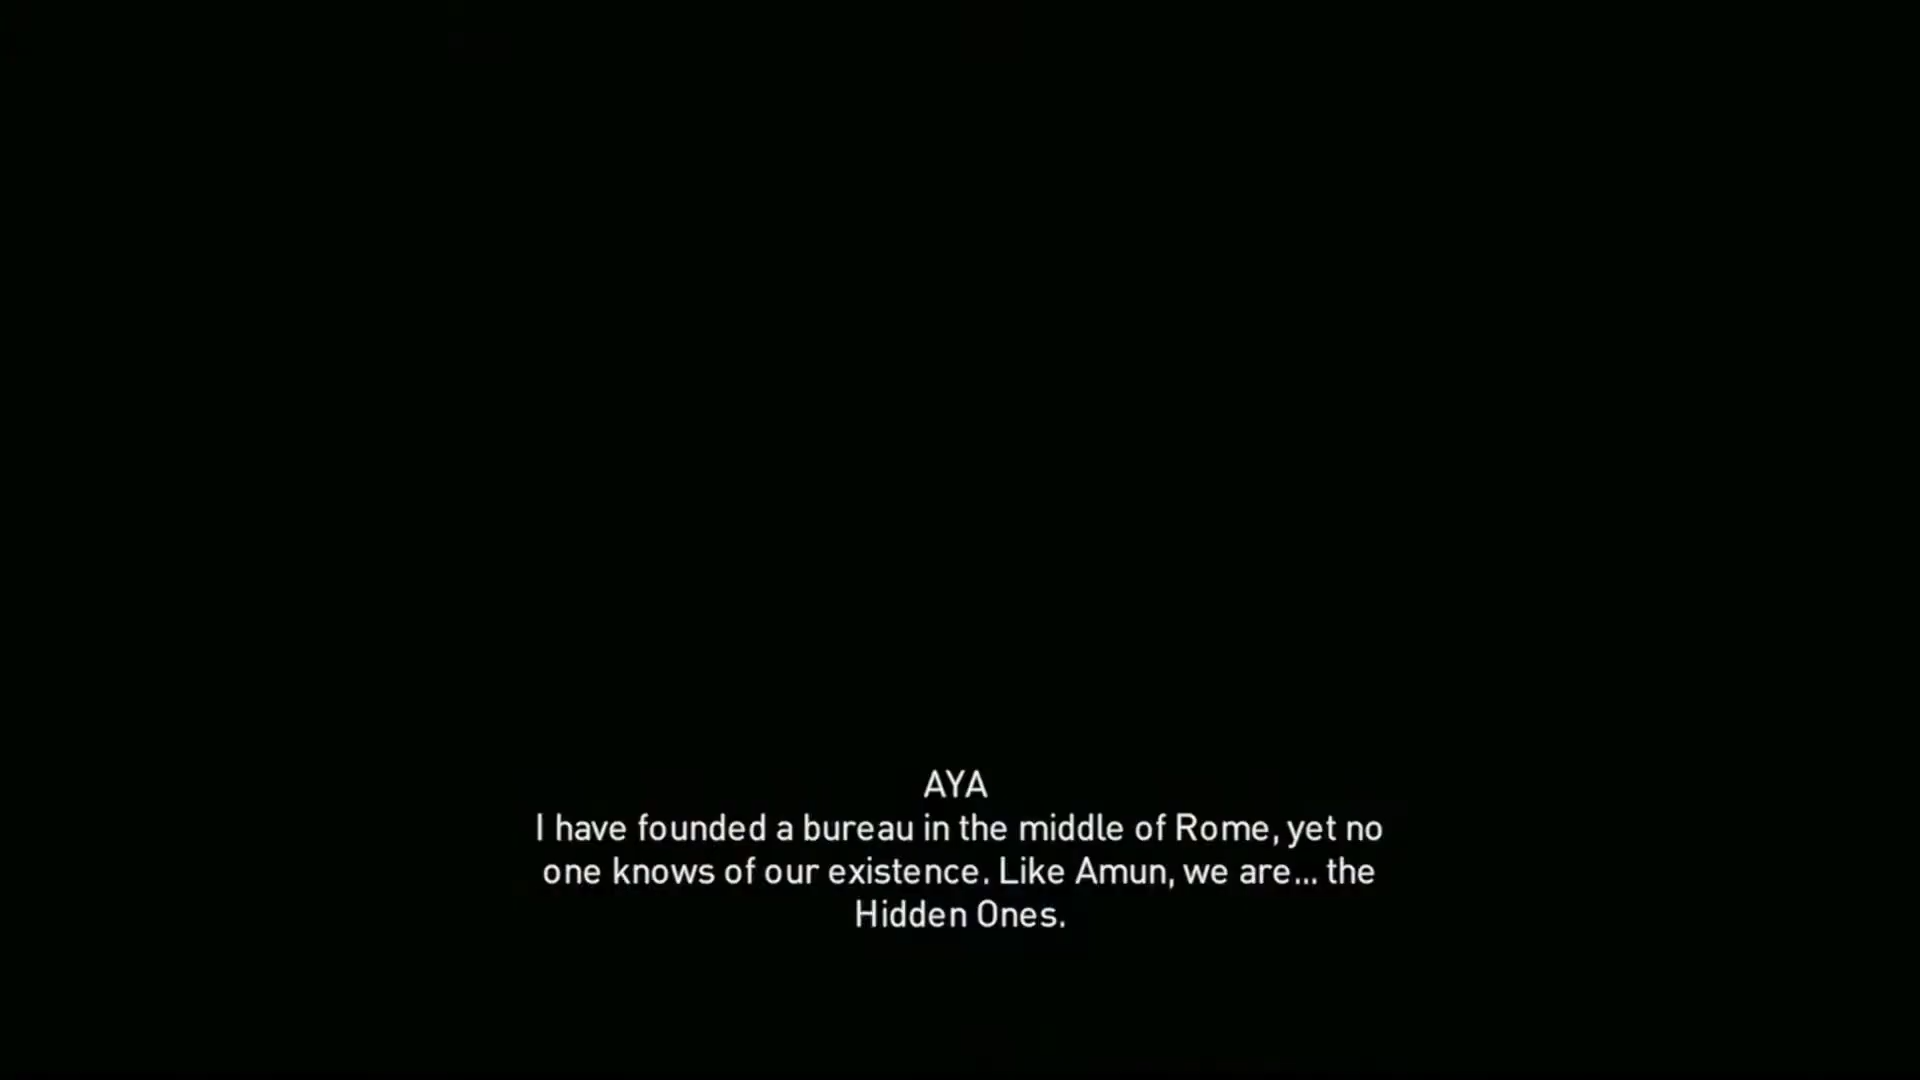 AYA
I have founded a bureau in the middle of Rome, yet no
one knows of our existence. Like Amun, we are... the
Hidden Ones.